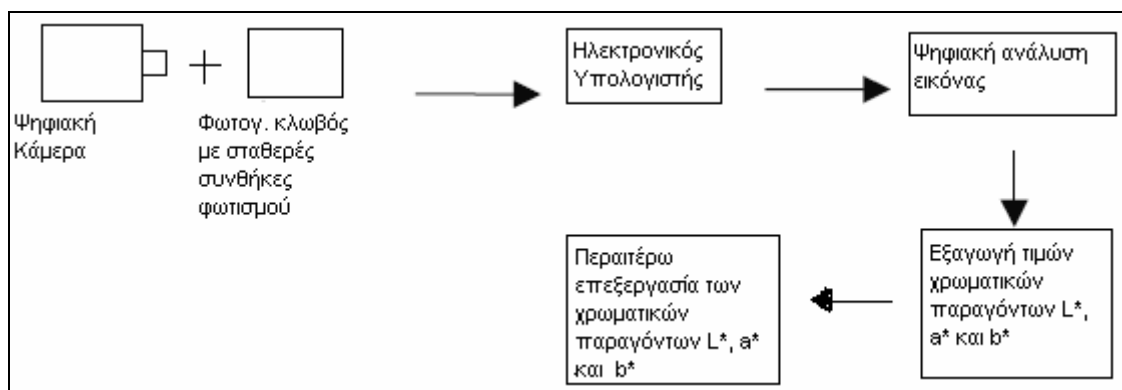 Ψηφιακή
Κάμερα
+
Φωτογ. κλωβός
με σταθερές
συνθήκες
φωτισμού
Ηλεκτρονικός
Υπολογιστής
Ψηφιακή ανάλυση
εικόνας
Εξαγωγή τιμών
χρωματικών
παραγόντων L*,
a* και b*
Περαιτέρω
επεξεργασία των
χρωματικών
παραγόντων L*, a*
και b*